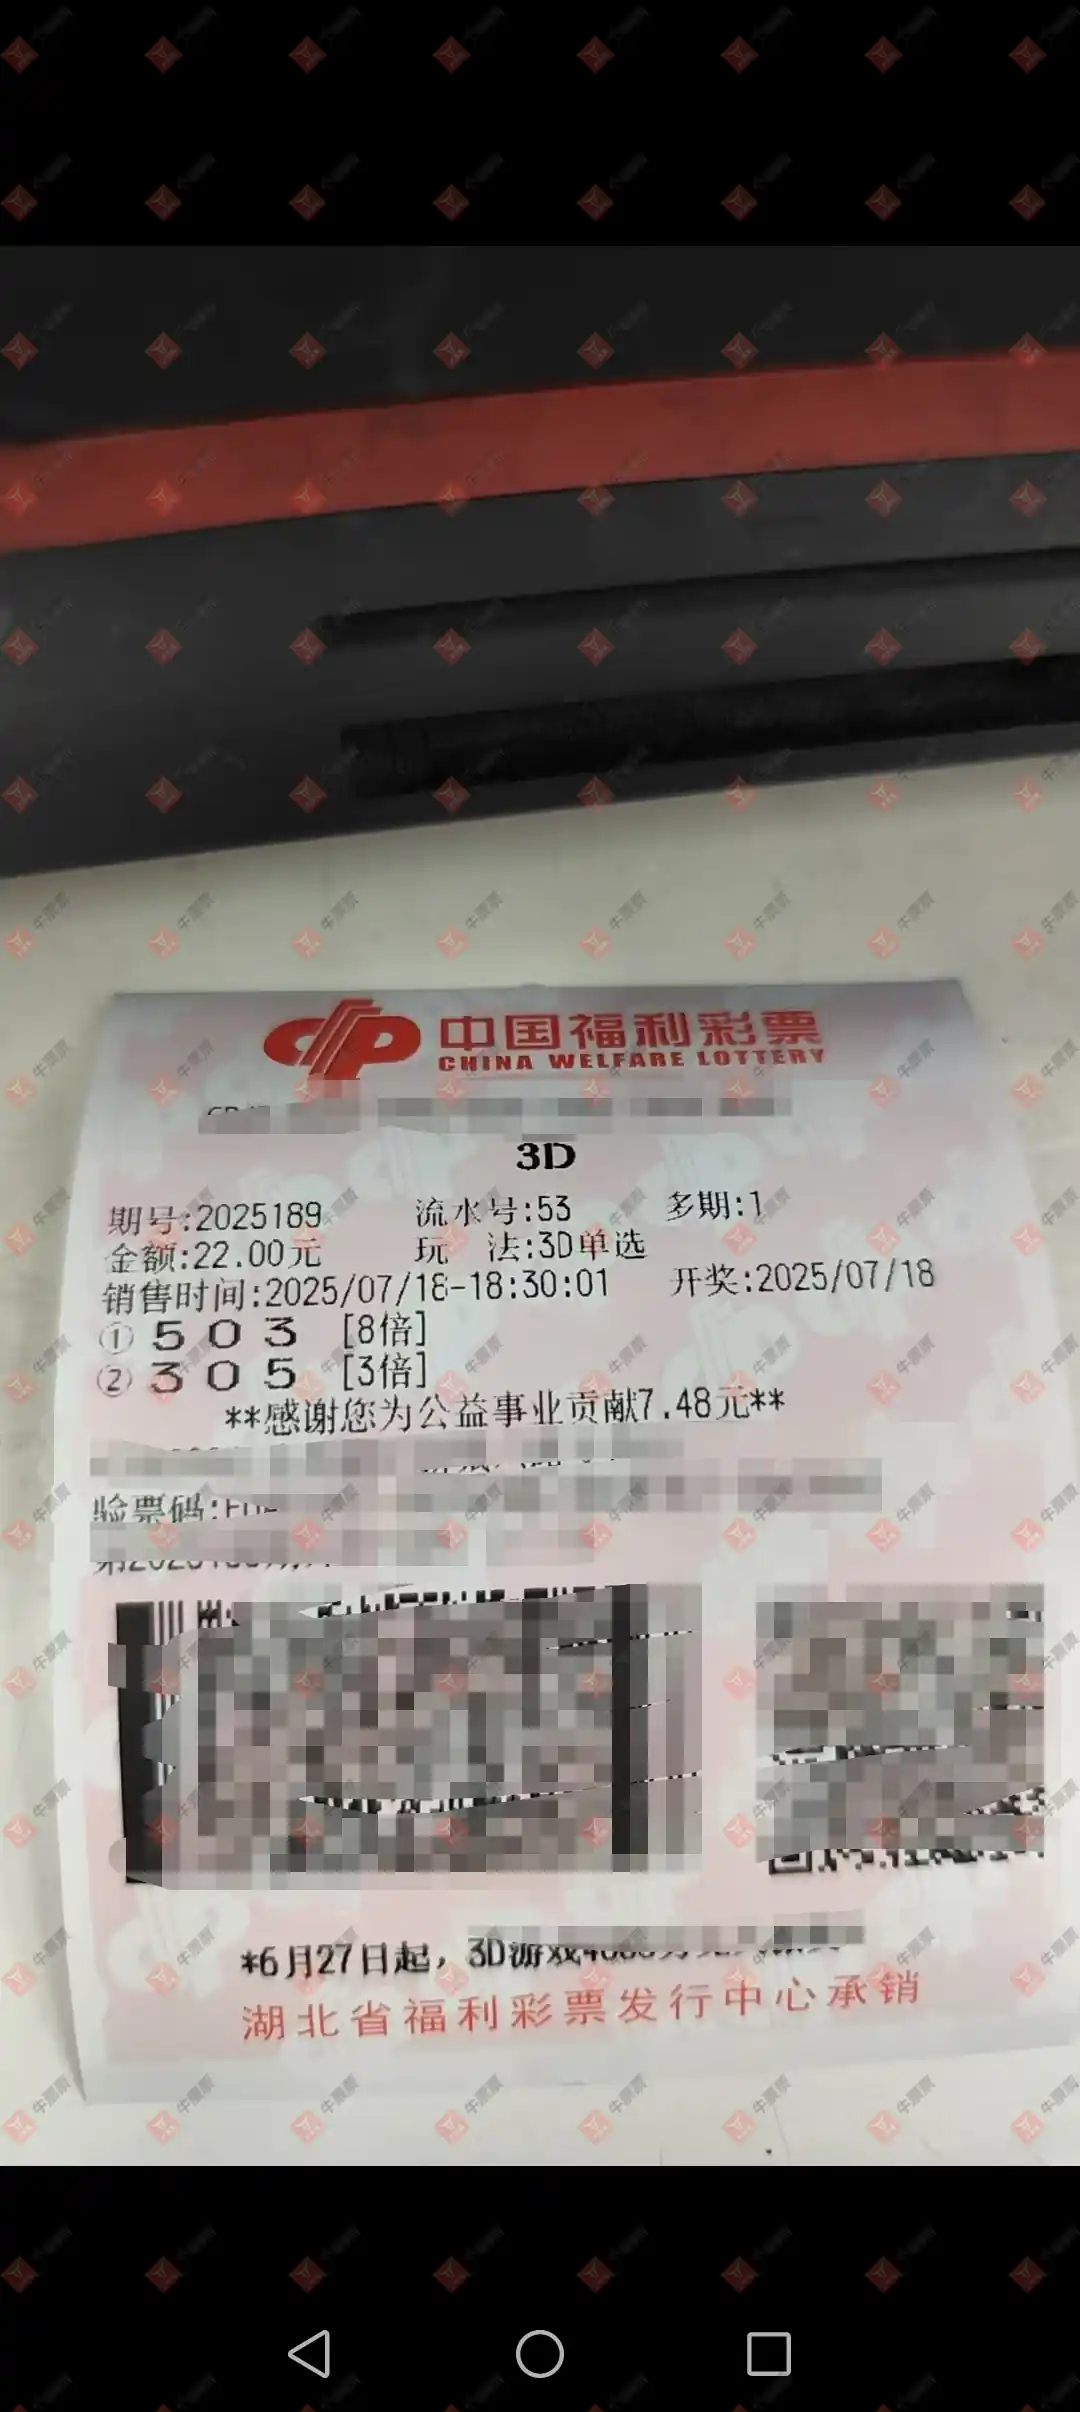 中国福利彩票
CHINA WELFARE LOTTERY
3D
期号:2025189 流水号:53 多期:1
金额:22.00元 玩 法:3D单选
销售时间:2025/07/18-18:30:01 开奖:2025/07/18
① 5 0 3 [8倍]
② 3 0 5 [3倍]
**感谢您为公益事业贡献7.48元**
验票码:
*6月27日起，3D游戏
湖北省福利彩票发行中心承销
牛票票